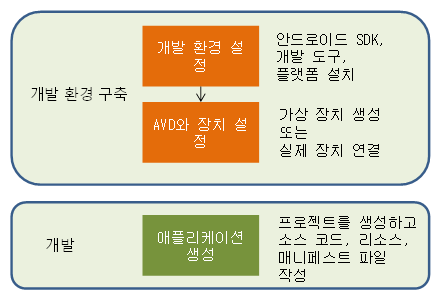 개발 환경 구축
개발 환경 설
정
안드로이드 SDK,
개발 도구,
플랫폼 설치
AVD와 장치 설
정
가상 장치 생성
또는
실제 장치 연결
개발
애플리케이션
생성
프로젝트를 생성하고
소스 코드, 리소스,
매니페스트 파일
작성